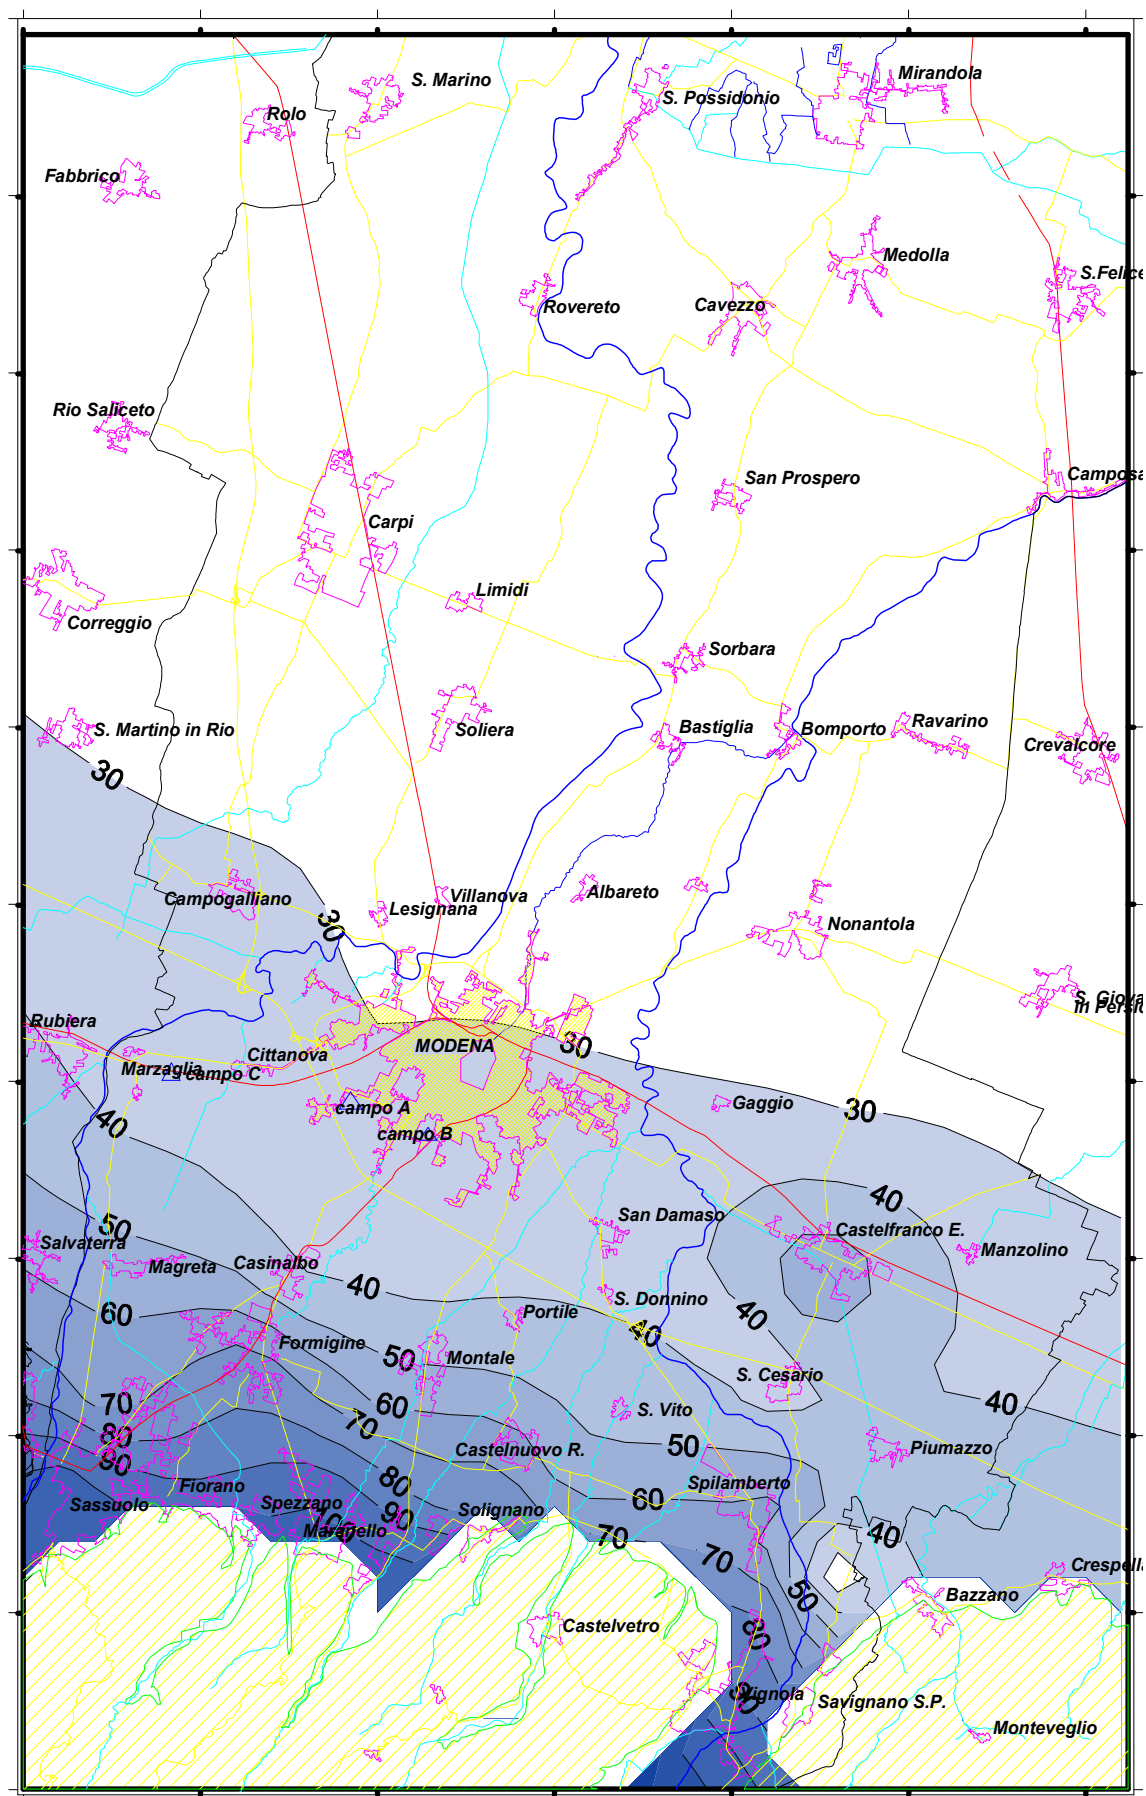 S. Marino
Mirandola
S. Possidonio
Rolo
Fabbrico
Medolla
S.Felice
Rovereto
Cavezzo
Rio Saliceto
San Prospero
Camposa
Carpi
Limidi
Correggio
Sorbara
S. Martino in Rio
Soliera
Bastiglia
Bomporto
Ravarino
Crevalcore
30
Campogalliano
Lesignana
Villanova
Albareto
Nonantola
30
S. Giova
in Persic
Rubiera
Cittanova
MODENA
30
Marzaglia
campo C
campo A
campo B
Gaggio
30
40
40
50
San Damaso
Castelfranco E.
Salvaterra
Magreta
Casinalbo
Manzolino
40
S. Donnino
60
Portile
40
40
Formigine
50
Montale
S. Cesario
70
60
S. Vito
40
80
70
Castelnuovo R.
50
Piumazzo
90
80
Spilamberto
Fiorano
60
Sassuolo
Spezzano
90
Solignano
100
Maranello
70
40
70
Crespella
50
Bazzano
Castelvetro
80
90
Vignola
Savignano S.P.
Monteveglio